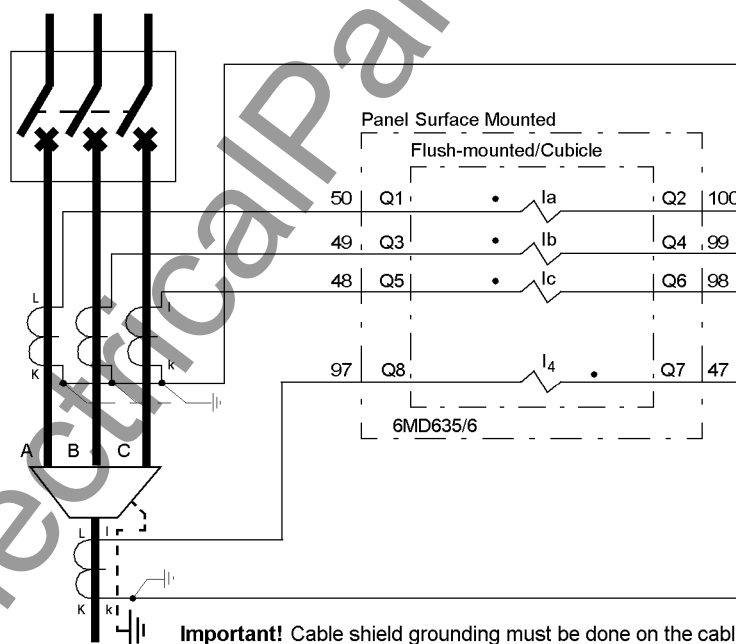 Panel Surface Mounted
Flush-mounted/Cubicle
50 Q1 Ia Q2 100
49 Q3 Ib Q4 99
48 Q5 Ic Q6 98
L l
K k
97 Q8 I4 Q7 47
6MD635/6
A B C
L l
K k
Important! Cable shield grounding must be done on the cabl
ectricalPa